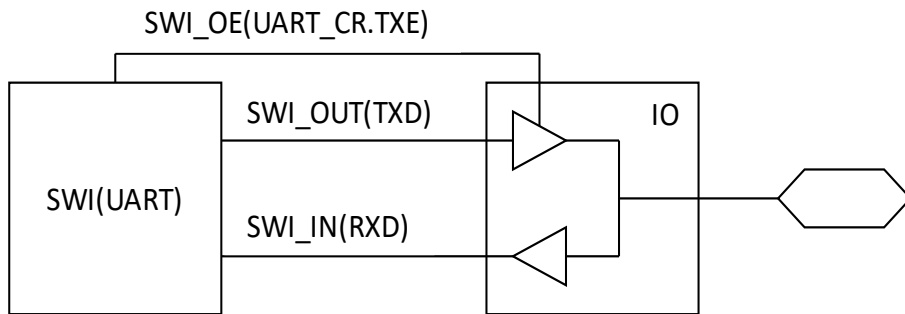 SWI_OE(UART_CR.TXE)
SWI_OUT(TXD)
IO
SWI(UART)
SWI_IN(RXD)